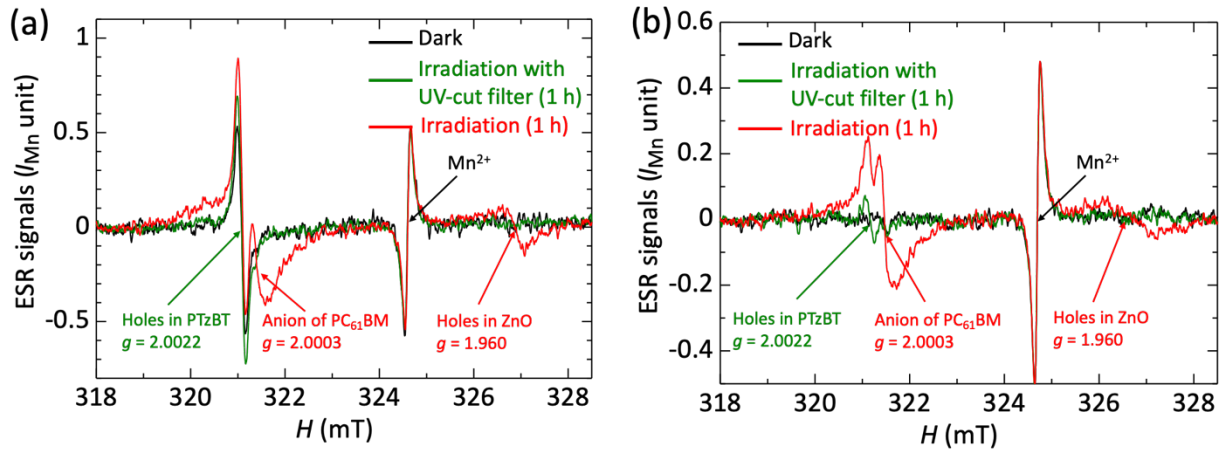 (a)
ESR signals (I_Mn unit)
1
0.5
0
-0.5
Dark
Irradiation with
UV-cut filter (1 h)
Irradiation (1 h)
Mn²⁺
Holes in PTzBT
g = 2.0022
Anion of PC₆₁BM
g = 2.0003
Holes in ZnO
g = 1.960
318 320 322 324 326 328
H (mT)
(b)
ESR signals (I_Mn unit)
0.6
0.4
0.2
0
-0.2
-0.4
Dark
Irradiation with
UV-cut filter (1 h)
Irradiation (1 h)
Mn²⁺
Holes in PTzBT
g = 2.0022
Anion of PC₆₁BM
g = 2.0003
Holes in ZnO
g = 1.960
318 320 322 324 326 328
H (mT)